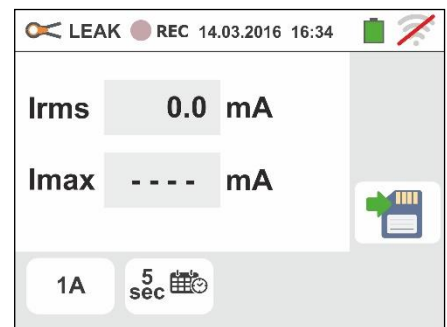 LEAK REC 14.03.2016 16:34
Irms 0.0 mA
Imax - - - - mA
1A 5 sec